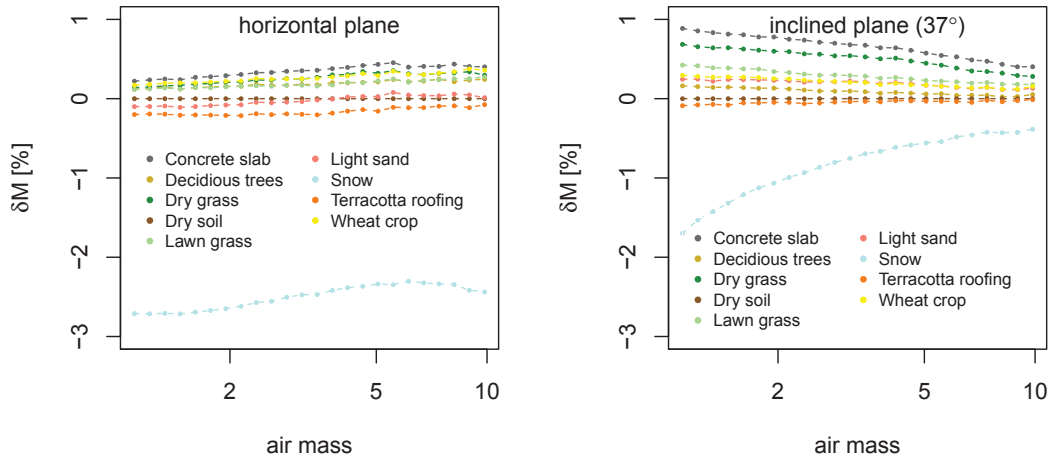 horizontal plane
δM [%]
1
0
−1
−2
−3
Concrete slab
Decidious trees
Dry grass
Dry soil
Lawn grass
Light sand
Snow
Terracotta roofing
Wheat crop
2 5 10
air mass
inclined plane (37°)
δM [%]
1
0
−1
−2
−3
Concrete slab
Decidious trees
Dry grass
Dry soil
Lawn grass
Light sand
Snow
Terracotta roofing
Wheat crop
2 5 10
air mass